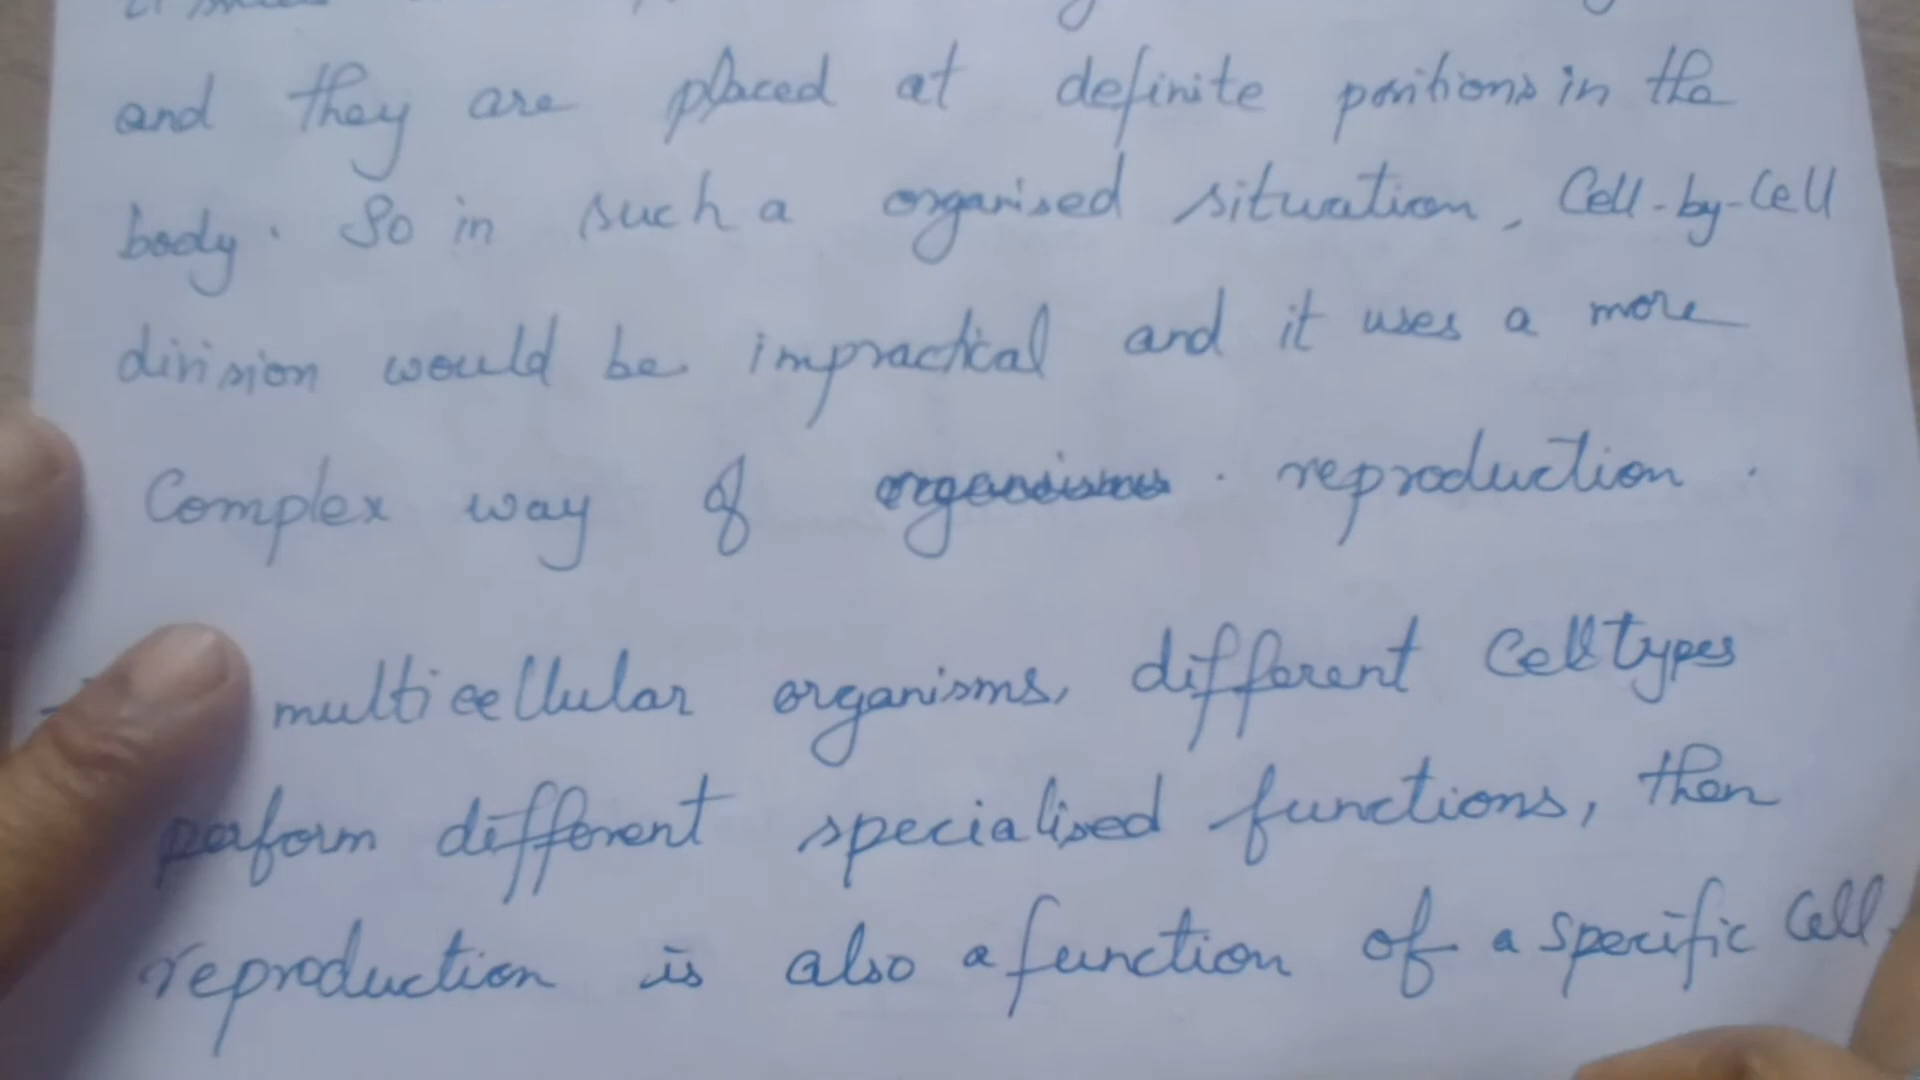 and they are placed at definite positions in the
body. So in such a organised situation, Cell-by-Cell
division would be impractical and it uses a more
Complex way of organisms. reproduction.
multicellular organisms, different Cell types
perform different specialised functions, then
reproduction is also a function of a specific Cell.